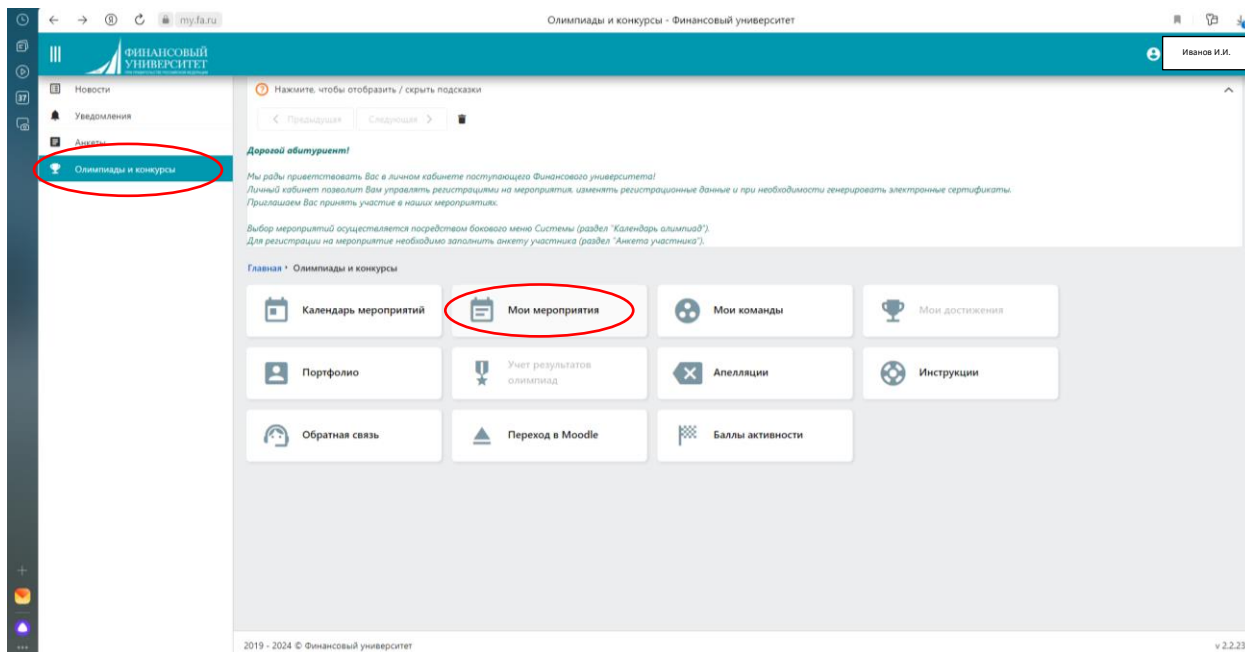 my.fa.ru
Олимпиады и конкурсы - Финансовый университет
ФИНАНСОВЫЙ
УНИВЕРСИТЕТ
Иванов И.И.
37
Новости
Уведомления
Анкеты
Олимпиады и конкурсы
Нажмите, чтобы отобразить / скрыть подсказки
Предыдущая
Следующая
Дорогой абитуриент!
Мы рады приветствовать Вас в личном кабинете поступающего Финансового университета!
Личный кабинет позволит Вам управлять регистрациями на мероприятия, изменять регистрационные данные и при необходимости генерировать электронные сертификаты.
Приглашаем Вас принять участие в наших мероприятиях.
Выбор мероприятий осуществляется посредством бокового меню Системы (раздел "Календарь олимпиад").
Для регистрации на мероприятие необходимо заполнить анкету участника (раздел "Анкета участника").
Главная • Олимпиады и конкурсы
Календарь мероприятий
Мои мероприятия
Мои команды
Мои достижения
Портфолио
Учет результатов
олимпиад
Апелляции
Инструкции
Обратная связь
Переход в Moodle
Баллы активности
2019 - 2024 © Финансовый университет
v 2.2.23